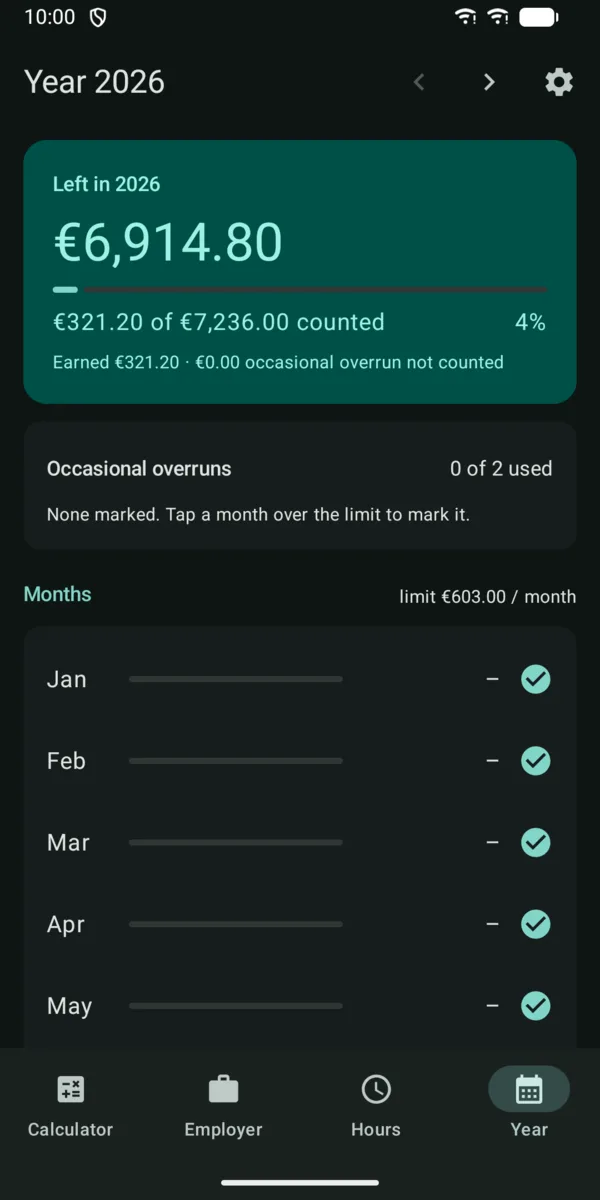 10:00
Year 2026
Left in 2026
€6,914.80
€321.20 of €7,236.00 counted 4%
Earned €321.20 · €0.00 occasional overrun not counted
Occasional overruns 0 of 2 used
None marked. Tap a month over the limit to mark it.
Months limit €603.00 / month
Jan –
Feb –
Mar –
Apr –
May –
Calculator Employer Hours Year